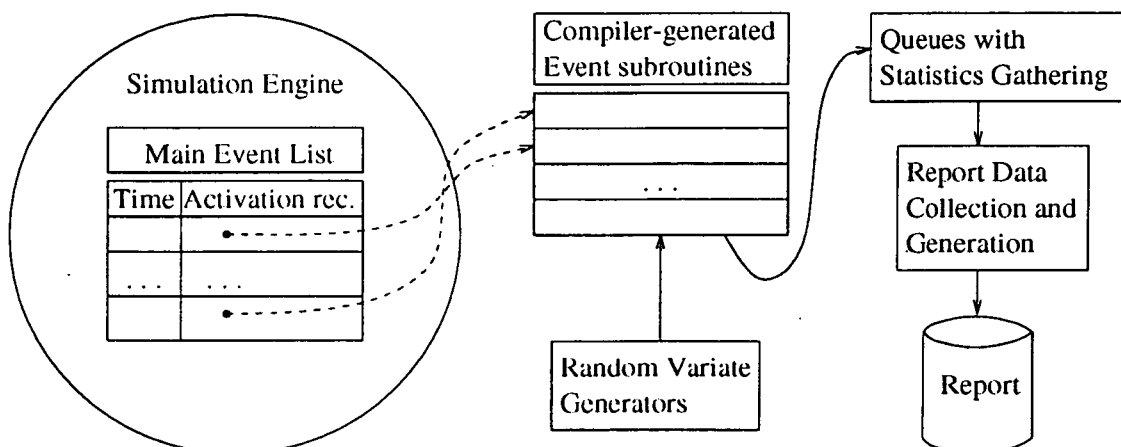 Simulation Engine
Main Event List
Time Activation rec.
. . . . . .
Compiler-generated
Event subroutines
. . .
Random Variate
Generators
Queues with
Statistics Gathering
Report Data
Collection and
Generation
Report